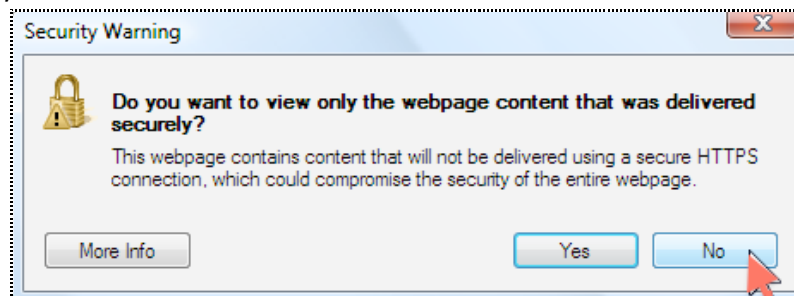 Security Warning
Do you want to view only the webpage content that was delivered
securely?
This webpage contains content that will not be delivered using a secure HTTPS
connection, which could compromise the security of the entire webpage.
More Info
Yes
No